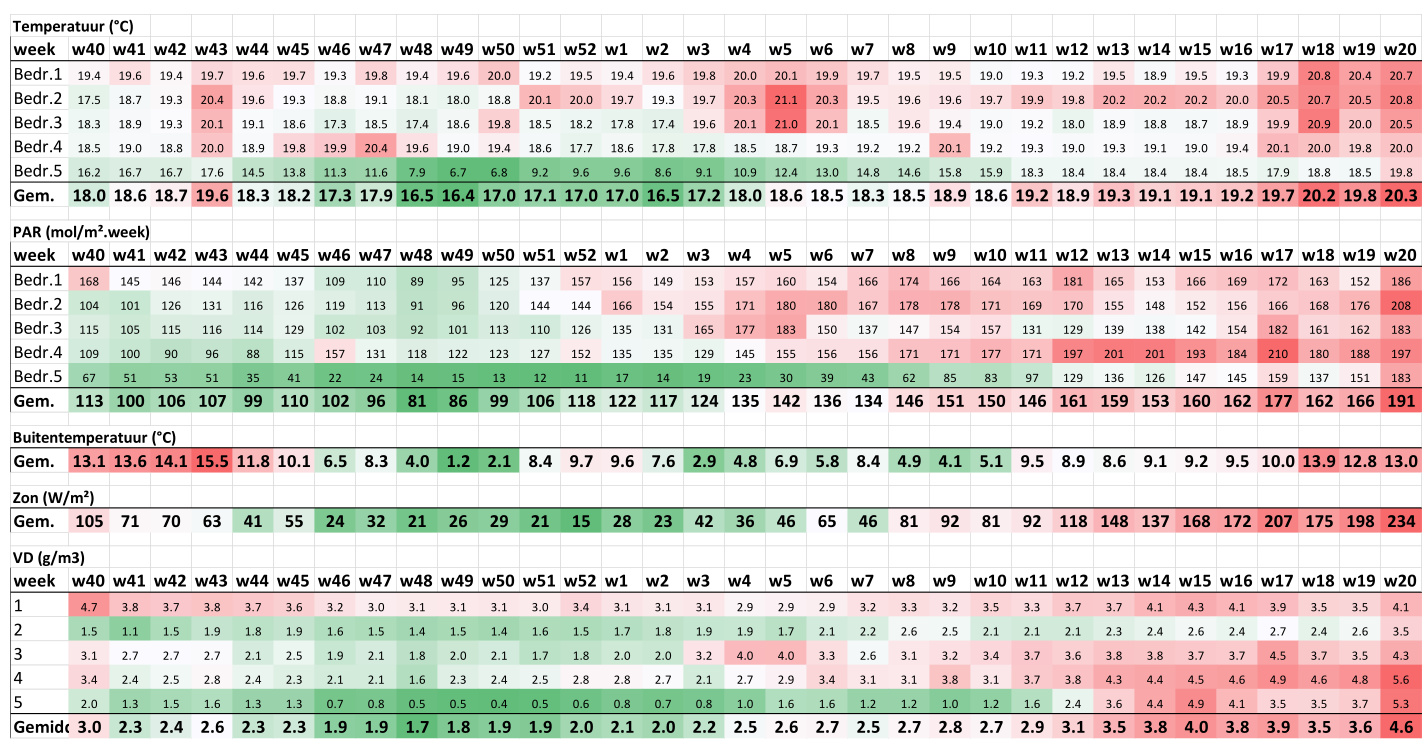 Temperatuur (°C)
week w40 w41 w42 w43 w44 w45 w46 w47 w48 w49 w50 w51 w52 w1 w2 w3 w4 w5 w6 w7 w8 w9 w10 w11 w12 w13 w14 w15 w16 w17 w18 w19 w20
Bedr.1 19.4 19.6 19.4 19.7 19.6 19.7 19.3 19.8 19.4 19.6 20.0 19.2 19.5 19.4 19.6 19.8 20.0 20.1 19.9 19.7 19.5 19.5 19.0 19.3 19.2 19.5 18.9 19.5 19.3 19.9 20.8 20.4 20.7
Bedr.2 17.5 18.7 19.3 20.4 19.6 19.3 18.8 19.1 18.1 18.0 18.8 20.1 20.0 19.7 19.3 19.7 20.3 21.1 20.3 19.5 19.6 19.6 19.7 19.9 19.8 20.2 20.2 20.2 20.0 20.5 20.7 20.5 20.8
Bedr.3 18.3 18.9 19.3 20.1 19.1 18.6 17.3 18.5 17.4 18.6 19.8 18.5 18.2 17.8 17.4 19.6 20.1 21.0 20.1 18.5 19.6 19.4 19.0 19.2 18.0 18.9 18.8 18.7 18.9 19.9 20.9 20.0 20.5
Bedr.4 18.5 19.0 18.8 20.0 18.9 19.8 19.9 20.4 19.6 19.0 19.4 18.6 17.7 18.6 17.8 17.8 18.5 18.7 19.3 19.2 19.2 20.1 19.2 19.3 19.0 19.3 19.3 19.0 19.4 20.1 20.0 19.8 20.0
Bedr.5 16.2 16.7 16.7 17.6 14.5 13.8 11.3 11.6 7.9 6.7 6.8 9.2 9.6 9.6 8.6 9.1 10.9 12.4 13.0 14.8 14.6 15.8 15.9 18.3 18.4 18.4 18.4 18.4 18.5 17.9 18.8 18.5 19.8
Gem. 18.0 18.6 18.7 19.6 18.3 18.2 17.3 17.9 16.5 16.4 17.0 17.1 17.0 17.0 16.5 17.2 18.0 18.6 18.5 18.3 18.5 18.9 18.6 19.2 18.9 19.3 19.1 19.1 19.2 19.7 20.2 19.8 20.3
PAR (mol/m².week)
week w40 w41 w42 w43 w44 w45 w46 w47 w48 w49 w50 w51 w52 w1 w2 w3 w4 w5 w6 w7 w8 w9 w10 w11 w12 w13 w14 w15 w16 w17 w18 w19 w20
Bedr.1 168 145 146 144 142 137 109 110 89 95 125 137 157 156 149 153 157 160 154 166 174 166 164 163 181 165 153 166 169 172 163 152 186
Bedr.2 104 101 126 131 116 126 119 113 91 96 120 144 144 166 154 155 171 180 180 167 178 178 171 169 170 155 148 152 156 166 168 176 208
Bedr.3 115 105 115 116 114 129 102 103 92 101 113 110 126 135 131 165 177 183 150 137 147 154 157 131 129 139 138 142 154 182 161 162 183
Bedr.4 109 100 90 96 88 115 157 131 118 122 123 127 152 135 135 129 145 155 156 156 171 171 177 171 197 201 201 193 184 210 180 188 197
Bedr.5 67 51 53 51 35 41 22 24 14 15 13 12 11 17 14 19 23 30 39 43 62 85 83 97 129 136 126 147 145 159 137 151 183
Gem. 113 100 106 107 99 110 102 96 81 86 99 106 118 122 117 124 135 142 136 134 146 151 150 146 161 159 153 160 162 177 162 166 191
Buitentemperatuur (°C)
Gem. 13.1 13.6 14.1 15.5 11.8 10.1 6.5 8.3 4.0 1.2 2.1 8.4 9.7 9.6 7.6 2.9 4.8 6.9 5.8 8.4 4.9 4.1 5.1 9.5 8.9 8.6 9.1 9.2 9.5 10.0 13.9 12.8 13.0
Zon (W/m²)
Gem. 105 71 70 63 41 55 24 32 21 26 29 21 15 28 23 42 36 46 65 46 81 92 81 92 118 148 137 168 172 207 175 198 234
VD (g/m3)
week w40 w41 w42 w43 w44 w45 w46 w47 w48 w49 w50 w51 w52 w1 w2 w3 w4 w5 w6 w7 w8 w9 w10 w11 w12 w13 w14 w15 w16 w17 w18 w19 w20
1 4.7 3.8 3.7 3.8 3.7 3.6 3.2 3.0 3.1 3.1 3.1 3.0 3.4 3.1 3.1 3.1 2.9 2.9 2.9 3.2 3.3 3.2 3.5 3.3 3.7 3.7 4.1 4.3 4.1 3.9 3.5 3.5 4.1
2 1.5 1.1 1.5 1.9 1.8 1.9 1.6 1.5 1.4 1.5 1.4 1.6 1.5 1.7 1.8 1.9 1.9 1.7 2.1 2.2 2.6 2.5 2.1 2.1 2.1 2.3 2.4 2.6 2.4 2.7 2.4 2.6 3.5
3 3.1 2.7 2.7 2.7 2.1 2.5 1.9 2.1 1.8 2.0 2.1 1.7 1.8 2.0 2.0 3.2 4.0 4.0 3.3 2.6 3.1 3.2 3.4 3.7 3.6 3.8 3.8 3.7 3.7 4.5 3.7 3.5 4.3
4 3.4 2.4 2.5 2.8 2.4 2.3 2.1 2.1 1.6 2.3 2.4 2.5 2.8 2.8 2.7 2.1 2.7 2.9 3.4 3.1 3.1 3.8 3.1 3.7 3.8 4.3 4.4 4.5 4.6 4.9 4.6 4.8 5.6
5 2.0 1.3 1.5 1.6 1.3 1.3 0.7 0.8 0.5 0.5 0.4 0.5 0.6 0.8 0.7 0.8 1.0 1.6 1.6 1.2 1.2 1.0 1.2 1.6 2.4 3.6 4.4 4.9 4.1 3.5 3.5 3.7 5.3
Gemidd 3.0 2.3 2.4 2.6 2.3 2.3 1.9 1.9 1.7 1.8 1.9 1.9 2.0 2.1 2.0 2.2 2.5 2.6 2.7 2.5 2.7 2.8 2.7 2.9 3.1 3.5 3.8 4.0 3.8 3.9 3.5 3.6 4.6